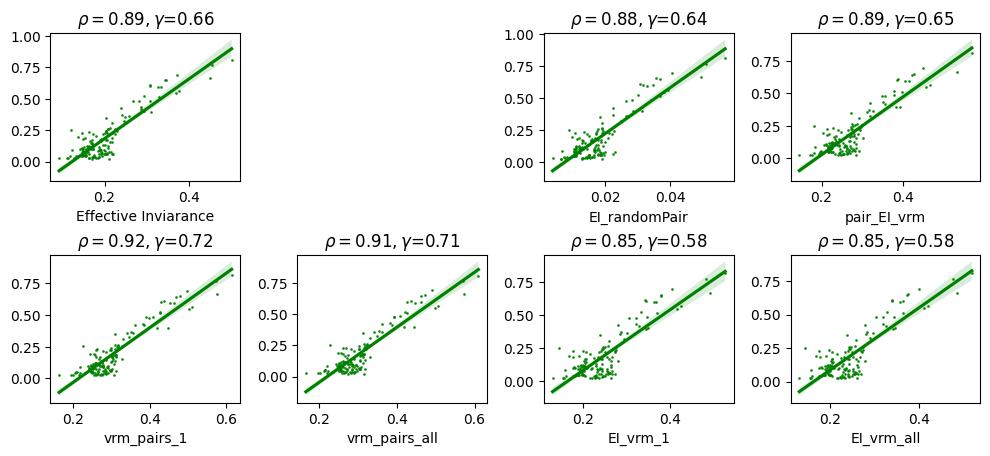 ρ = 0.89, γ=0.66
1.00
0.75
0.50
0.25
0.00
0.2 0.4
Effective Inviarance
ρ = 0.88, γ=0.64
1.00
0.75
0.50
0.25
0.00
0.02 0.04
EI_randomPair
ρ = 0.89, γ=0.65
0.75
0.50
0.25
0.00
0.2 0.4
pair_EI_vrm
ρ = 0.92, γ=0.72
0.75
0.50
0.25
0.00
0.2 0.4 0.6
vrm_pairs_1
ρ = 0.91, γ=0.71
0.75
0.50
0.25
0.00
0.2 0.4 0.6
vrm_pairs_all
ρ = 0.85, γ=0.58
0.75
0.50
0.25
0.00
0.2 0.4
EI_vrm_1
ρ = 0.85, γ=0.58
0.75
0.50
0.25
0.00
0.2 0.4
EI_vrm_all